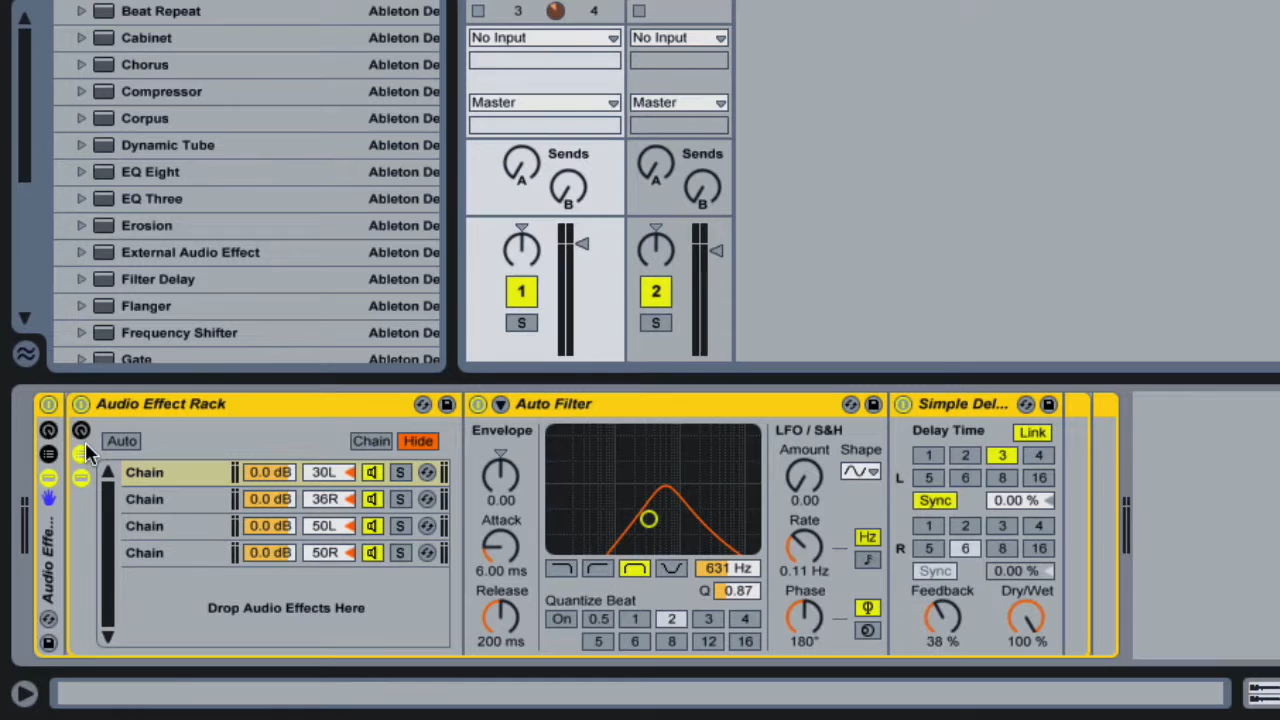 Beat Repeat Ableton De
Cabinet Ableton De
Chorus Ableton De
Compressor Ableton De
Corpus Ableton De
Dynamic Tube Ableton De
EQ Eight Ableton De
EQ Three Ableton De
Erosion Ableton De
External Audio Effect Ableton De
Filter Delay Ableton De
Flanger Ableton De
Frequency Shifter Ableton De
Gate Ableton De
3 4
No Input No Input
Master Master
Sends Sends
A B A B
1 2
S S
Audio Effe...
Audio Effect Rack
Auto Chain Hide
Chain 0.0 dB 30L S
Chain 0.0 dB 36R S
Chain 0.0 dB 50L S
Chain 0.0 dB 50R S
Drop Audio Effects Here
Auto Filter
Envelope
0.00
Attack
6.00 ms
Release
200 ms
631 Hz
Q 0.87
Quantize Beat
On 0.5 1 2 3 4
5 6 8 12 16
LFO / S&H
Amount Shape
0.00
Rate
Hz
0.11 Hz
Phase
180°
Simple Del...
Delay Time Link
1 2 3 4
L 5 6 8 16
Sync 0.00 %
1 2 3 4
R 5 6 8 16
Sync 0.00 %
Feedback Dry/Wet
38 % 100 %